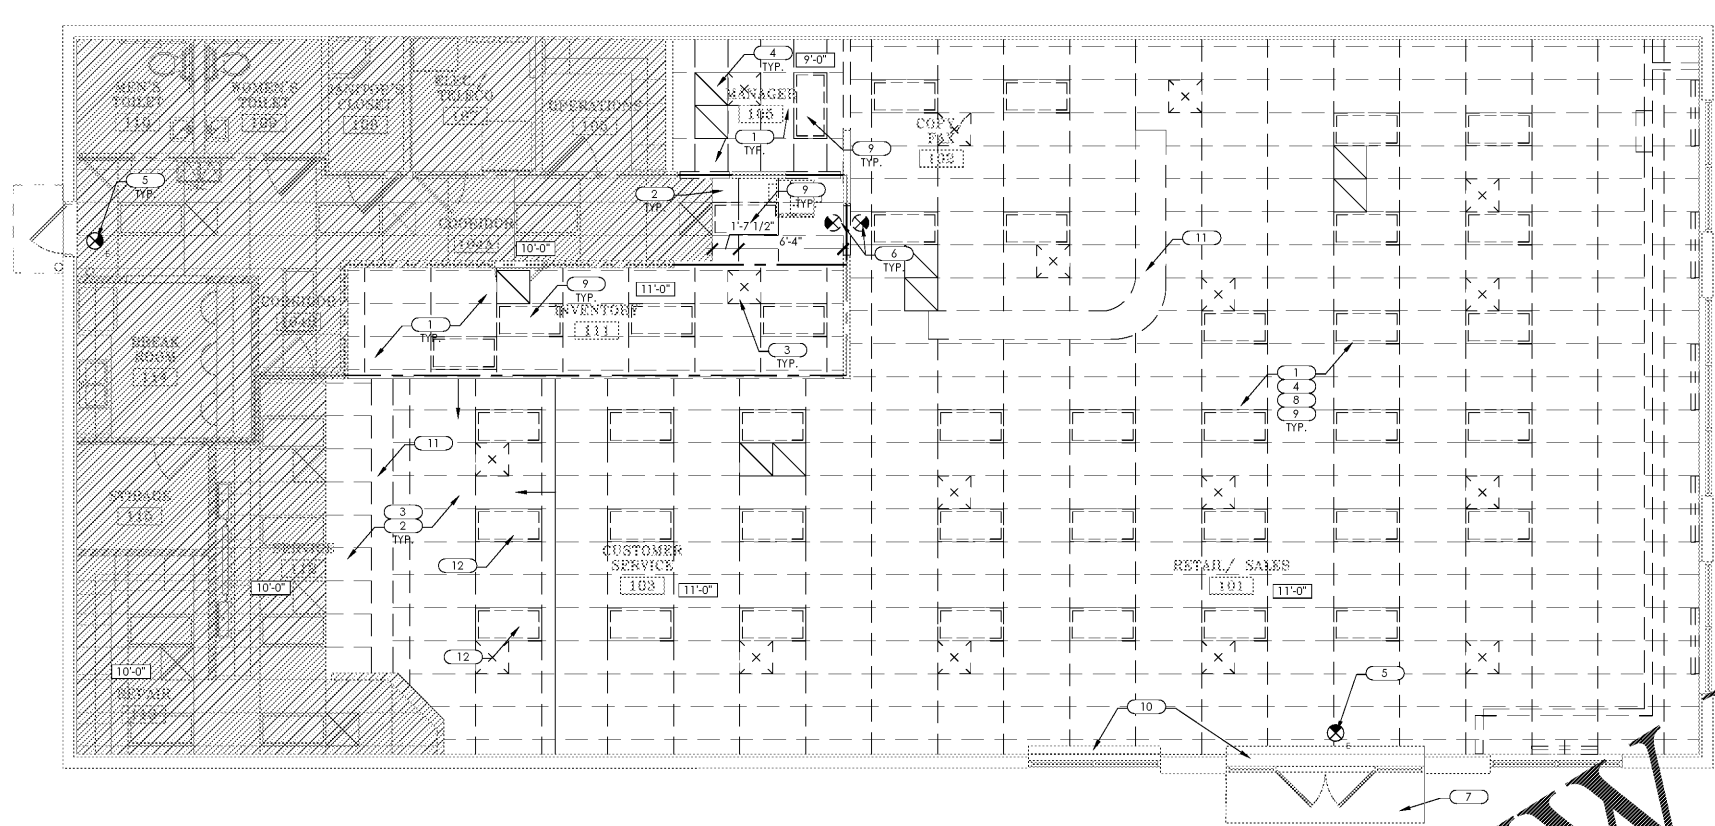 4
TYP.
9'-0"
MEN'S
TOILET
110
WOMEN'S
TOILET
109
JANITOR'S
CLOSET
108
ELEC./
TELECO
107
OPERATIONS
106
MANAGER
105
1
TYP.
9
TYP.
COPY/
FAX
102
5
TYP.
E
2
TYP.
9
TYP.
1'-7 1/2"
6'-4"
CORRIDOR
104A
10'-0"
6
TYP.
11
9
TYP.
11'-0"
INVENTORY
111
1
TYP.
3
TYP.
CORRIDOR
BREAK
ROOM
1
4
8
9
TYP.
11
STORAGE
115
3
2
TYP.
SERVICE
112
12
CUSTOMER
SERVICE
103
11'-0"
RETAIL/ SALES
101
11'-0"
10'-0"
12
10'-0"
REPAIR
5
E
10
7
W